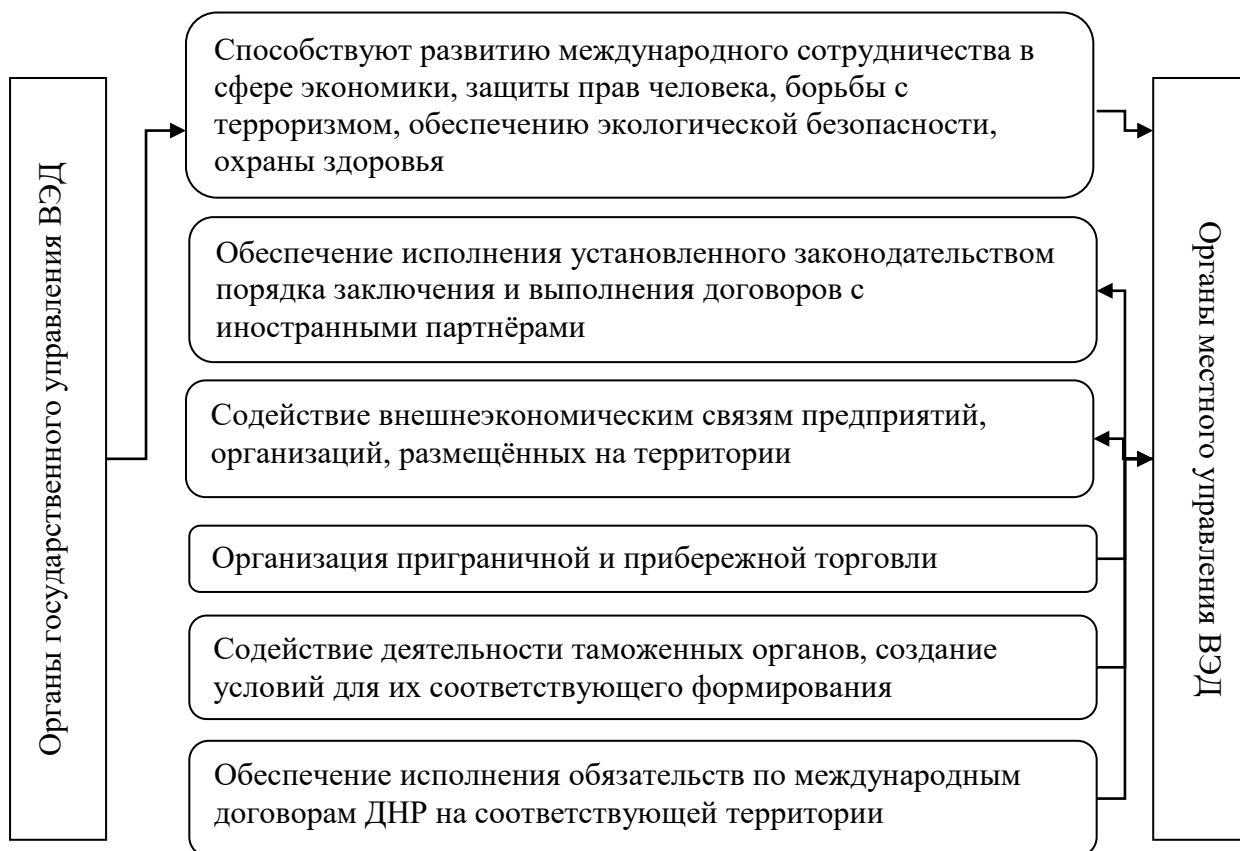 Органы государственного управления ВЭД
Способствуют развитию международного сотрудничества в
сфере экономики, защиты прав человека, борьбы с
терроризмом, обеспечению экологической безопасности,
охраны здоровья
Обеспечение исполнения установленного законодательством
порядка заключения и выполнения договоров с
иностранными партнёрами
Содействие внешнеэкономическим связям предприятий,
организаций, размещённых на территории
Организация приграничной и прибережной торговли
Содействие деятельности таможенных органов, создание
условий для их соответствующего формирования
Обеспечение исполнения обязательств по международным
договорам ДНР на соответствующей территории
Органы местного управления ВЭД